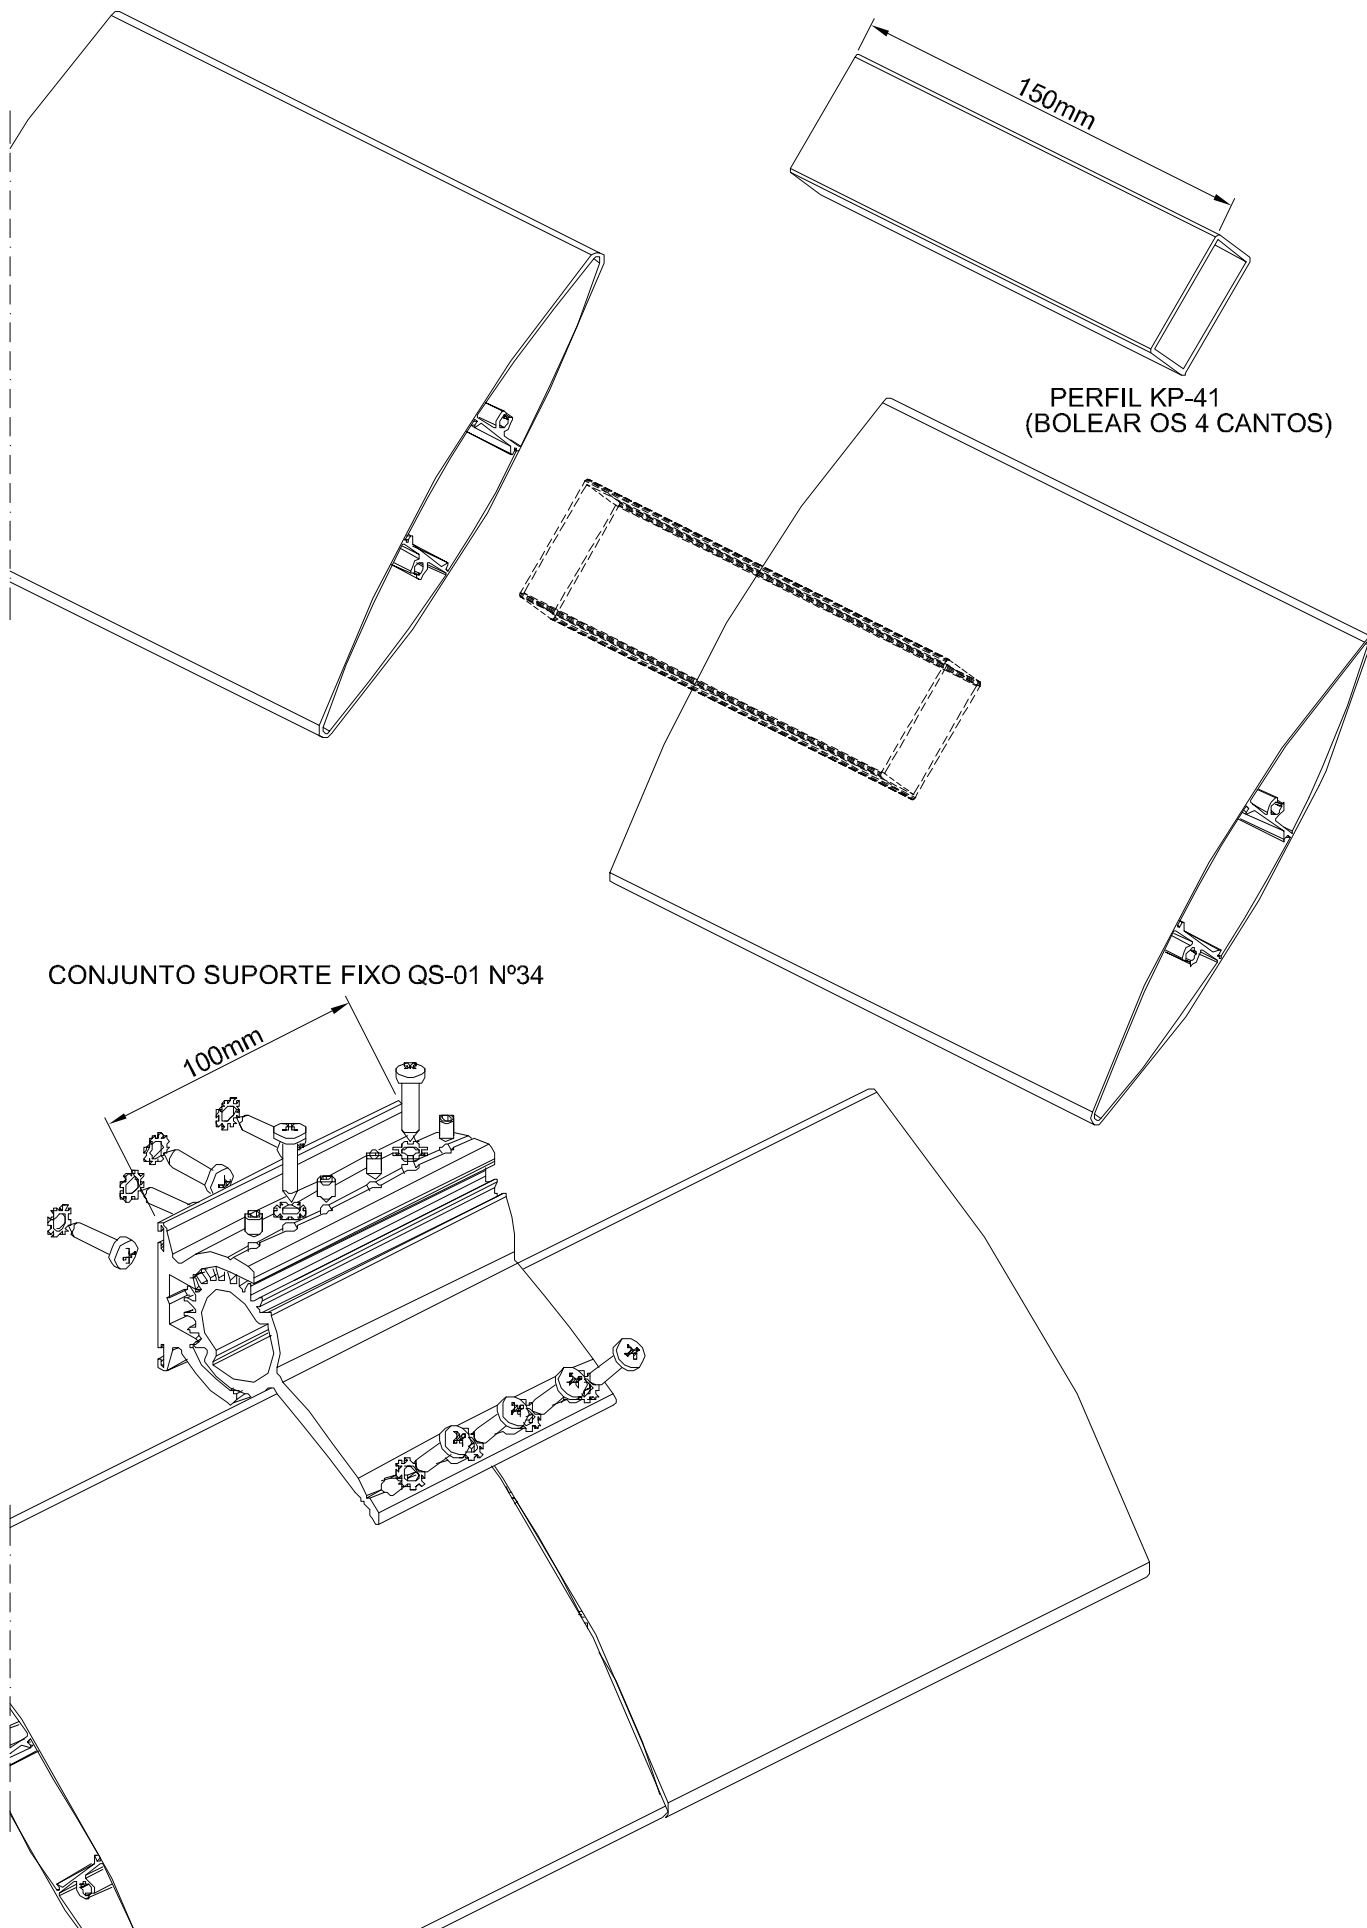 150mm
PERFIL KP-41
(BOLEAR OS 4 CANTOS)
CONJUNTO SUPORTE FIXO QS-01 Nº34
100mm